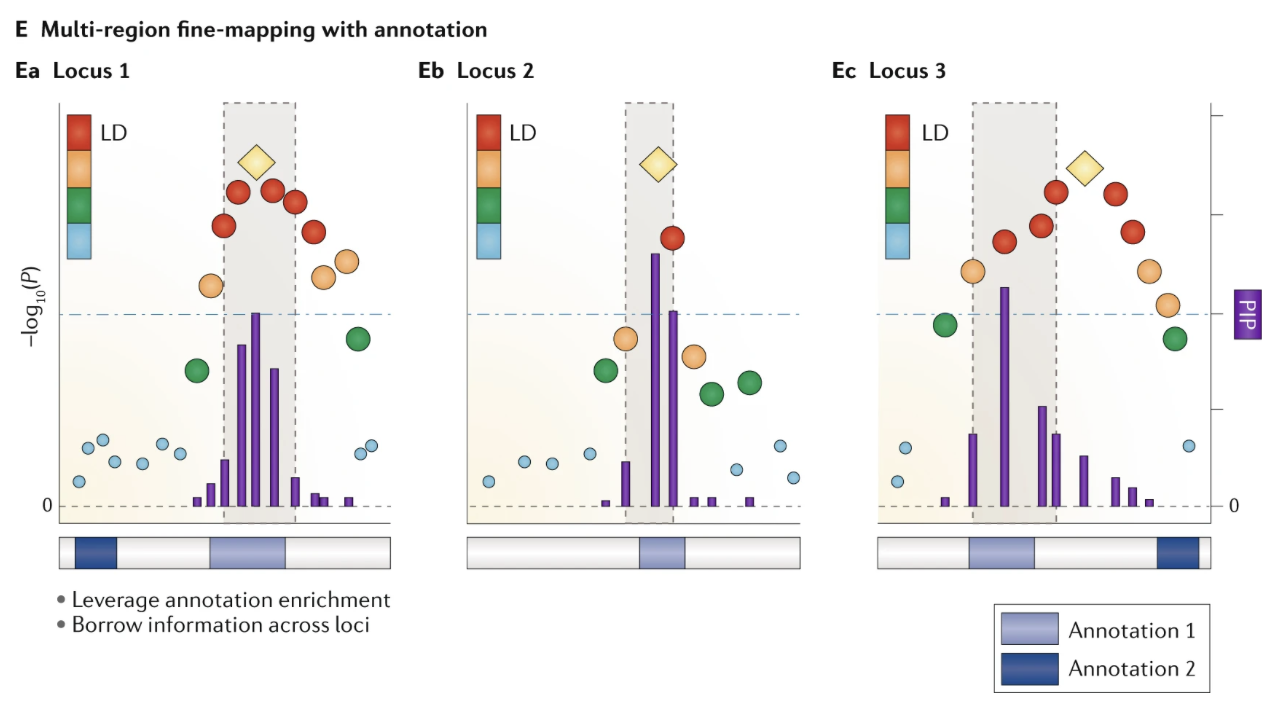 E Multi-region fine-mapping with annotation
Ea Locus 1
Eb Locus 2
Ec Locus 3
LD
LD
LD
–log10(P)
PIP
0
0
• Leverage annotation enrichment
• Borrow information across loci
Annotation 1
Annotation 2